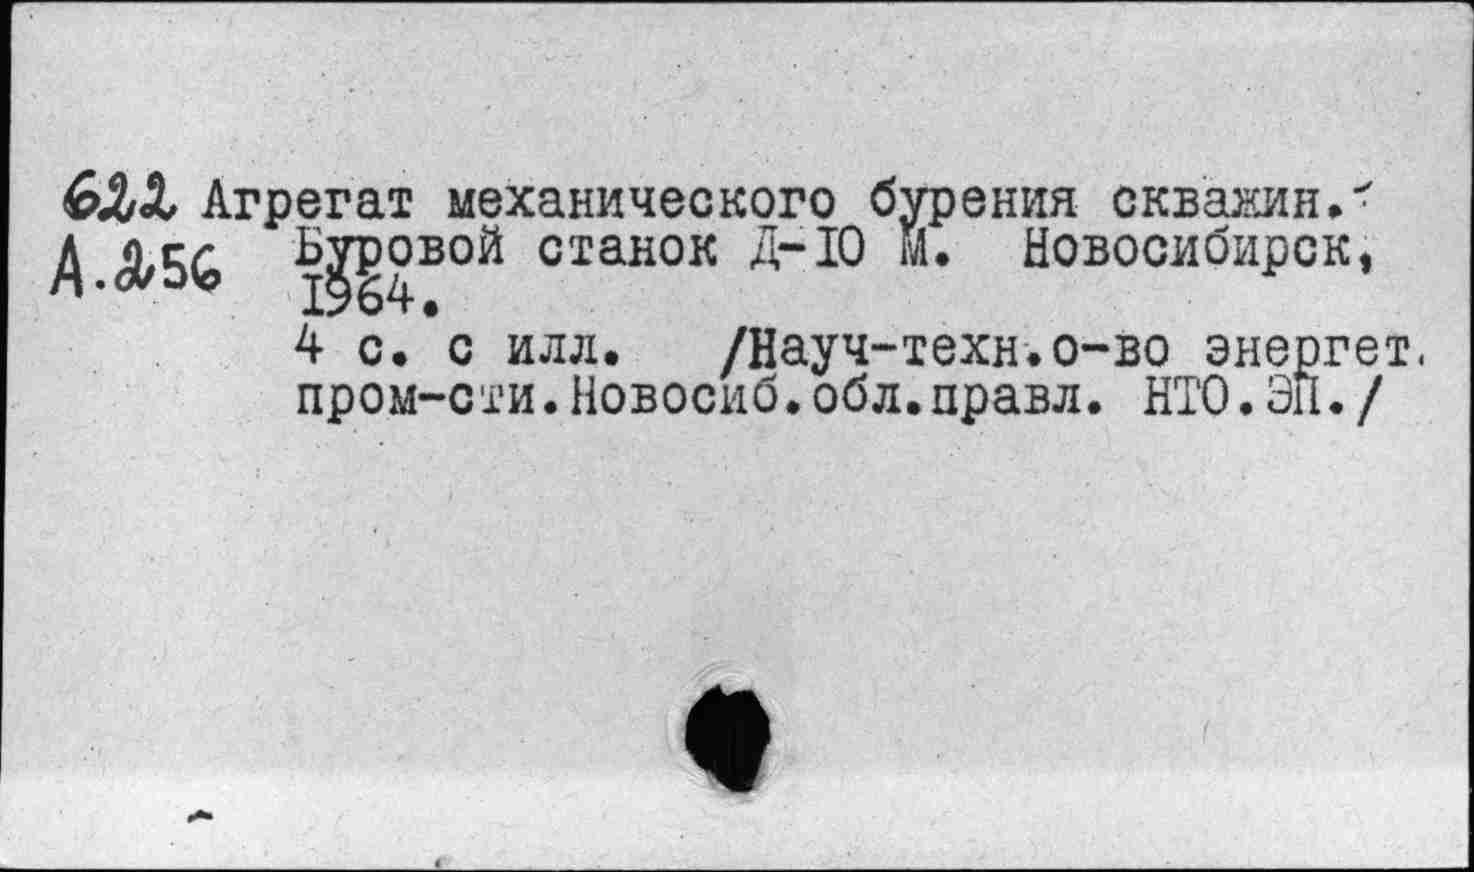 622 Агрегат механического бурения скважин.
А.256 Буровой станок Д-10 М. Новосибирск,
1964.
4 с. с илл. /Науч-техн.о-во энергет.
пром-сти.Новосиб.обл.правл. НТО.ЭП./